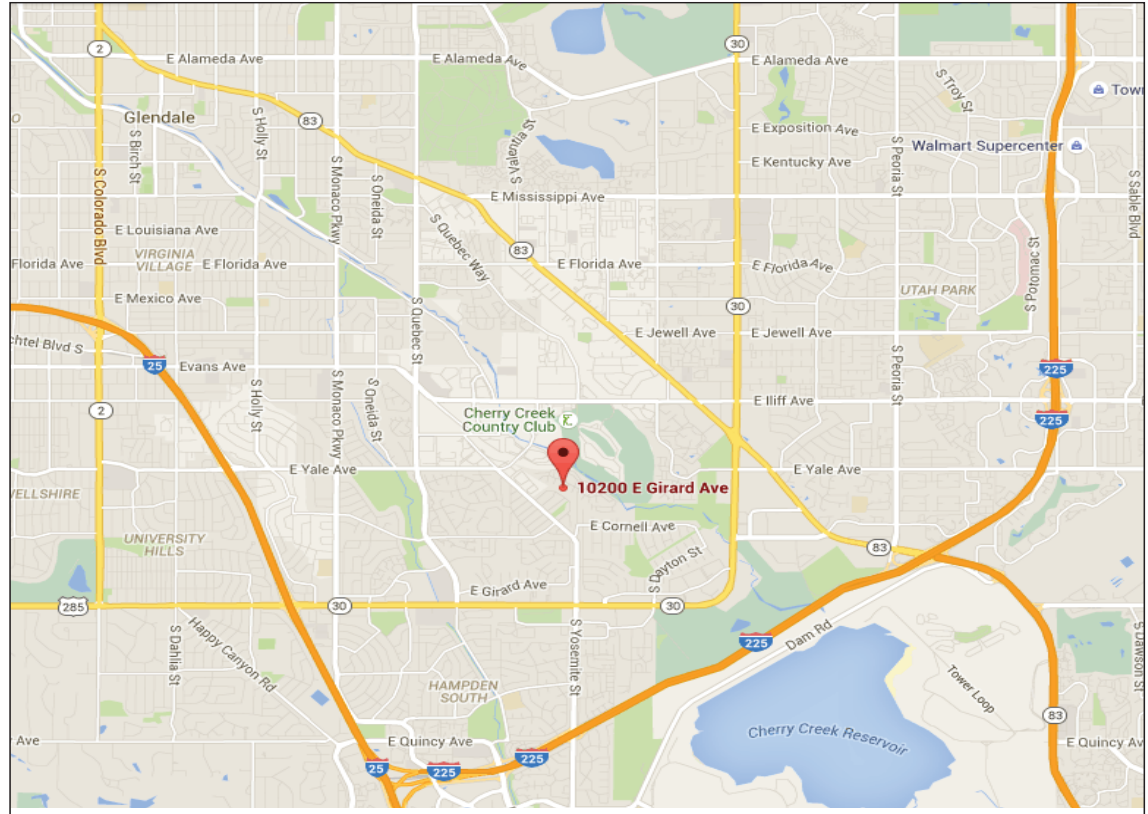 2
30
E Alameda Ave
E Alameda Ave
E Alameda Ave
S Troy St
Town
Glendale
S Holly St
83
S Valentia St
E Exposition Ave
S Birch St
Walmart Supercenter
S Monaco Pkwy
S Oneida St
E Kentucky Ave
S Peoria St
S Colorado Blvd
E Mississippi Ave
S Sable Blvd
E Louisiana Ave
S Quebec Way
83
VIRGINIA
VILLAGE
S Potomac St
Florida Ave
E Florida Ave
E Florida Ave
E Florida Ave
UTAH PARK
E Mexico Ave
30
S Quebec St
E Jewell Ave
E Jewell Ave
chtel Blvd S
25
Evans Ave
S Peoria St
225
S Holly St
S Monaco Pkwy
S Oneida St
E Iliff Ave
2
Cherry Creek
Country Club
225
E Yale Ave
E Yale Ave
10200 E Girard Ave
VELLSHIRE
E Cornell Ave
UNIVERSITY
HILLS
83
S Dayton St
E Girard Ave
285
30
30
S Dahlia St
Happy Canyon Rd
S Yosemite St
225
Dam Rd
S Dawson St
HAMPDEN
SOUTH
Tower Loop
83
Cherry Creek Reservoir
Ave
E Quincy Ave
E Quincy Av
225
25
225